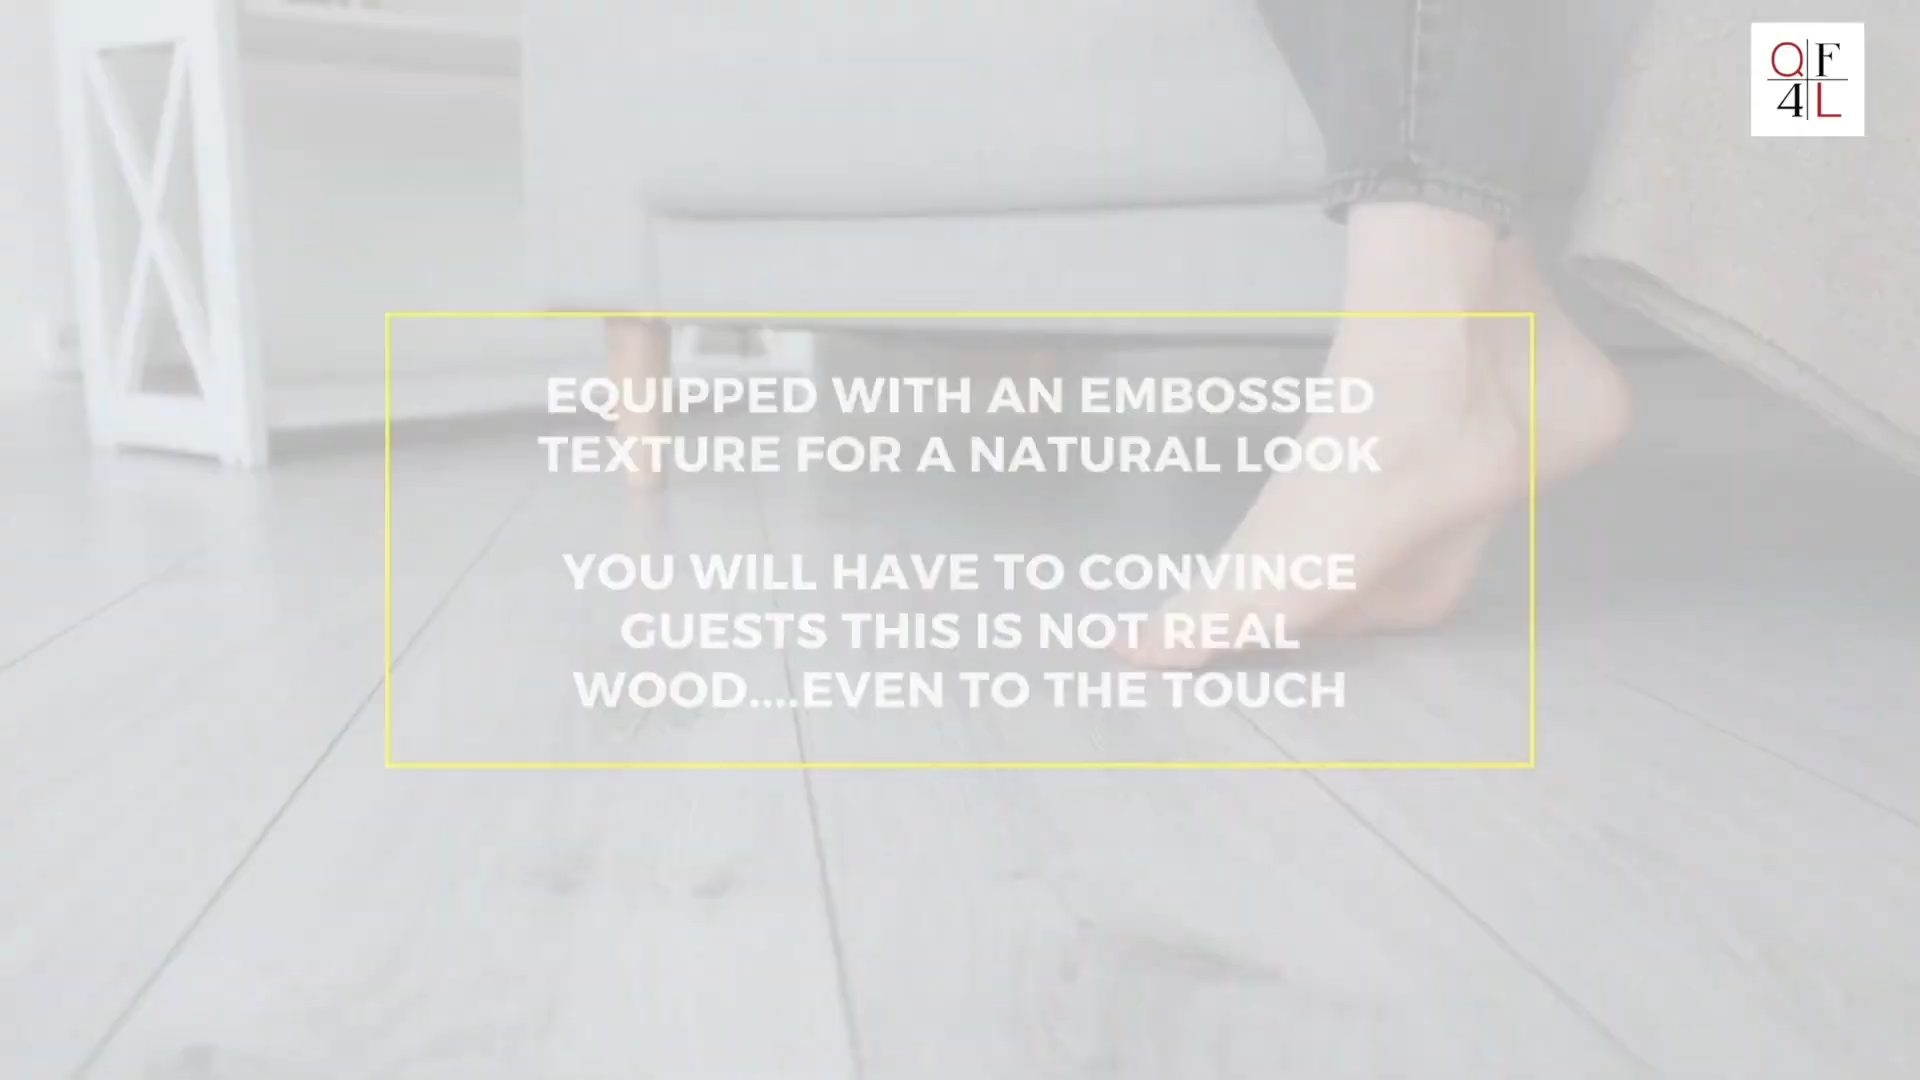 QF
4L
EQUIPPED WITH AN EMBOSSED
TEXTURE FOR A NATURAL LOOK
YOU WILL HAVE TO CONVINCE
GUESTS THIS IS NOT REAL
WOOD....EVEN TO THE TOUCH